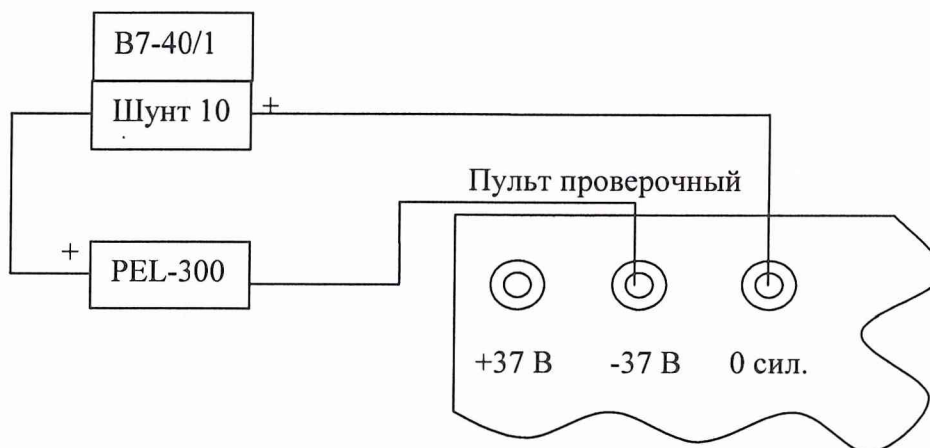 В7-40/1
Шунт 10
+
Пульт проверочный
+
PEL-300
+37 В
-37 В
0 сил.